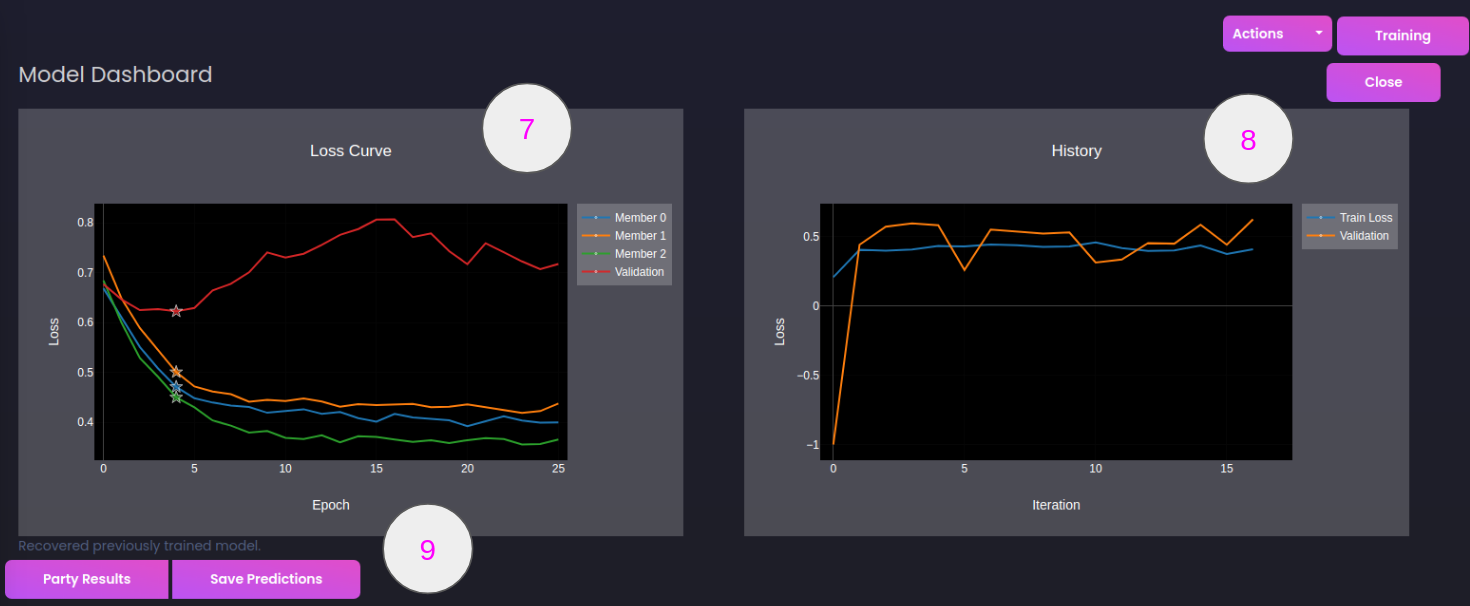 Actions
Training
Model Dashboard
Close
7
8
Loss Curve
History
0.8
0.7
0.6
0.5
0.4
Loss
0
5
10
15
20
25
Epoch
Member 0
Member 1
Member 2
Validation
0.5
0
−0.5
−1
Loss
0
5
10
15
Iteration
Train Loss
Validation
Recovered previously trained model.
9
Party Results
Save Predictions